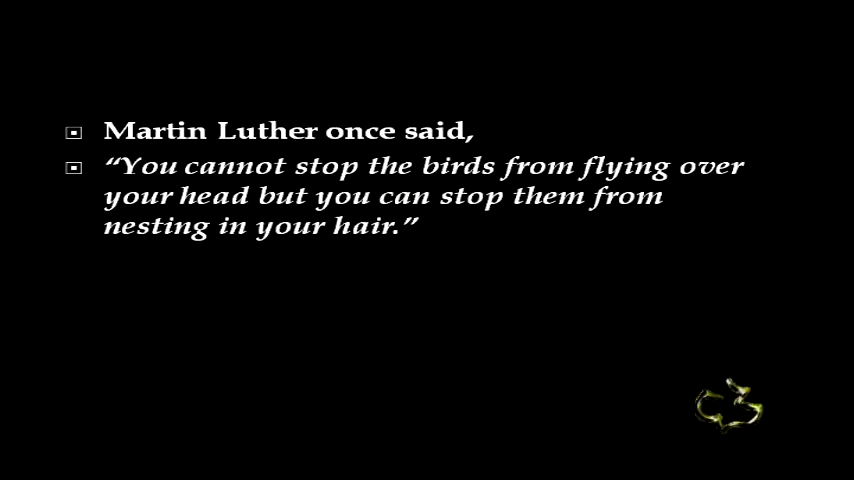 Martin Luther once said,
“You cannot stop the birds from flying over
your head but you can stop them from
nesting in your hair.”
C3